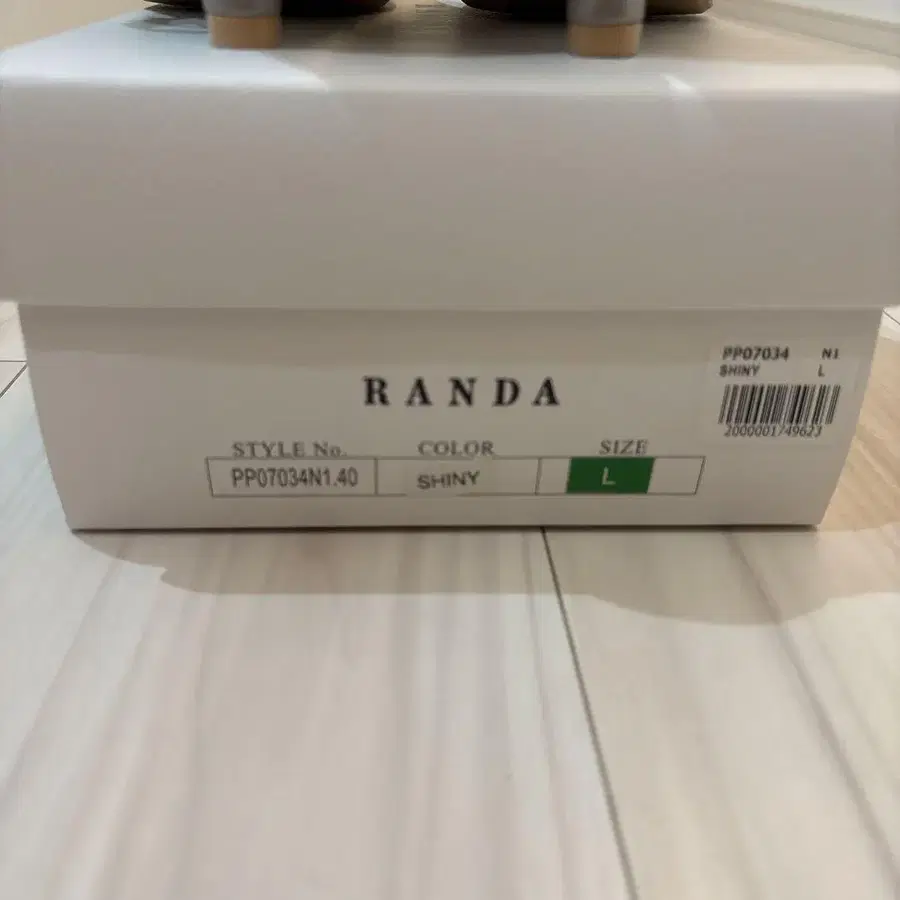 PP07034 N1
SHINY L
2000001749623
RANDA
STYLE No. COLOR SIZE
PP07034N1.40 SHINY L